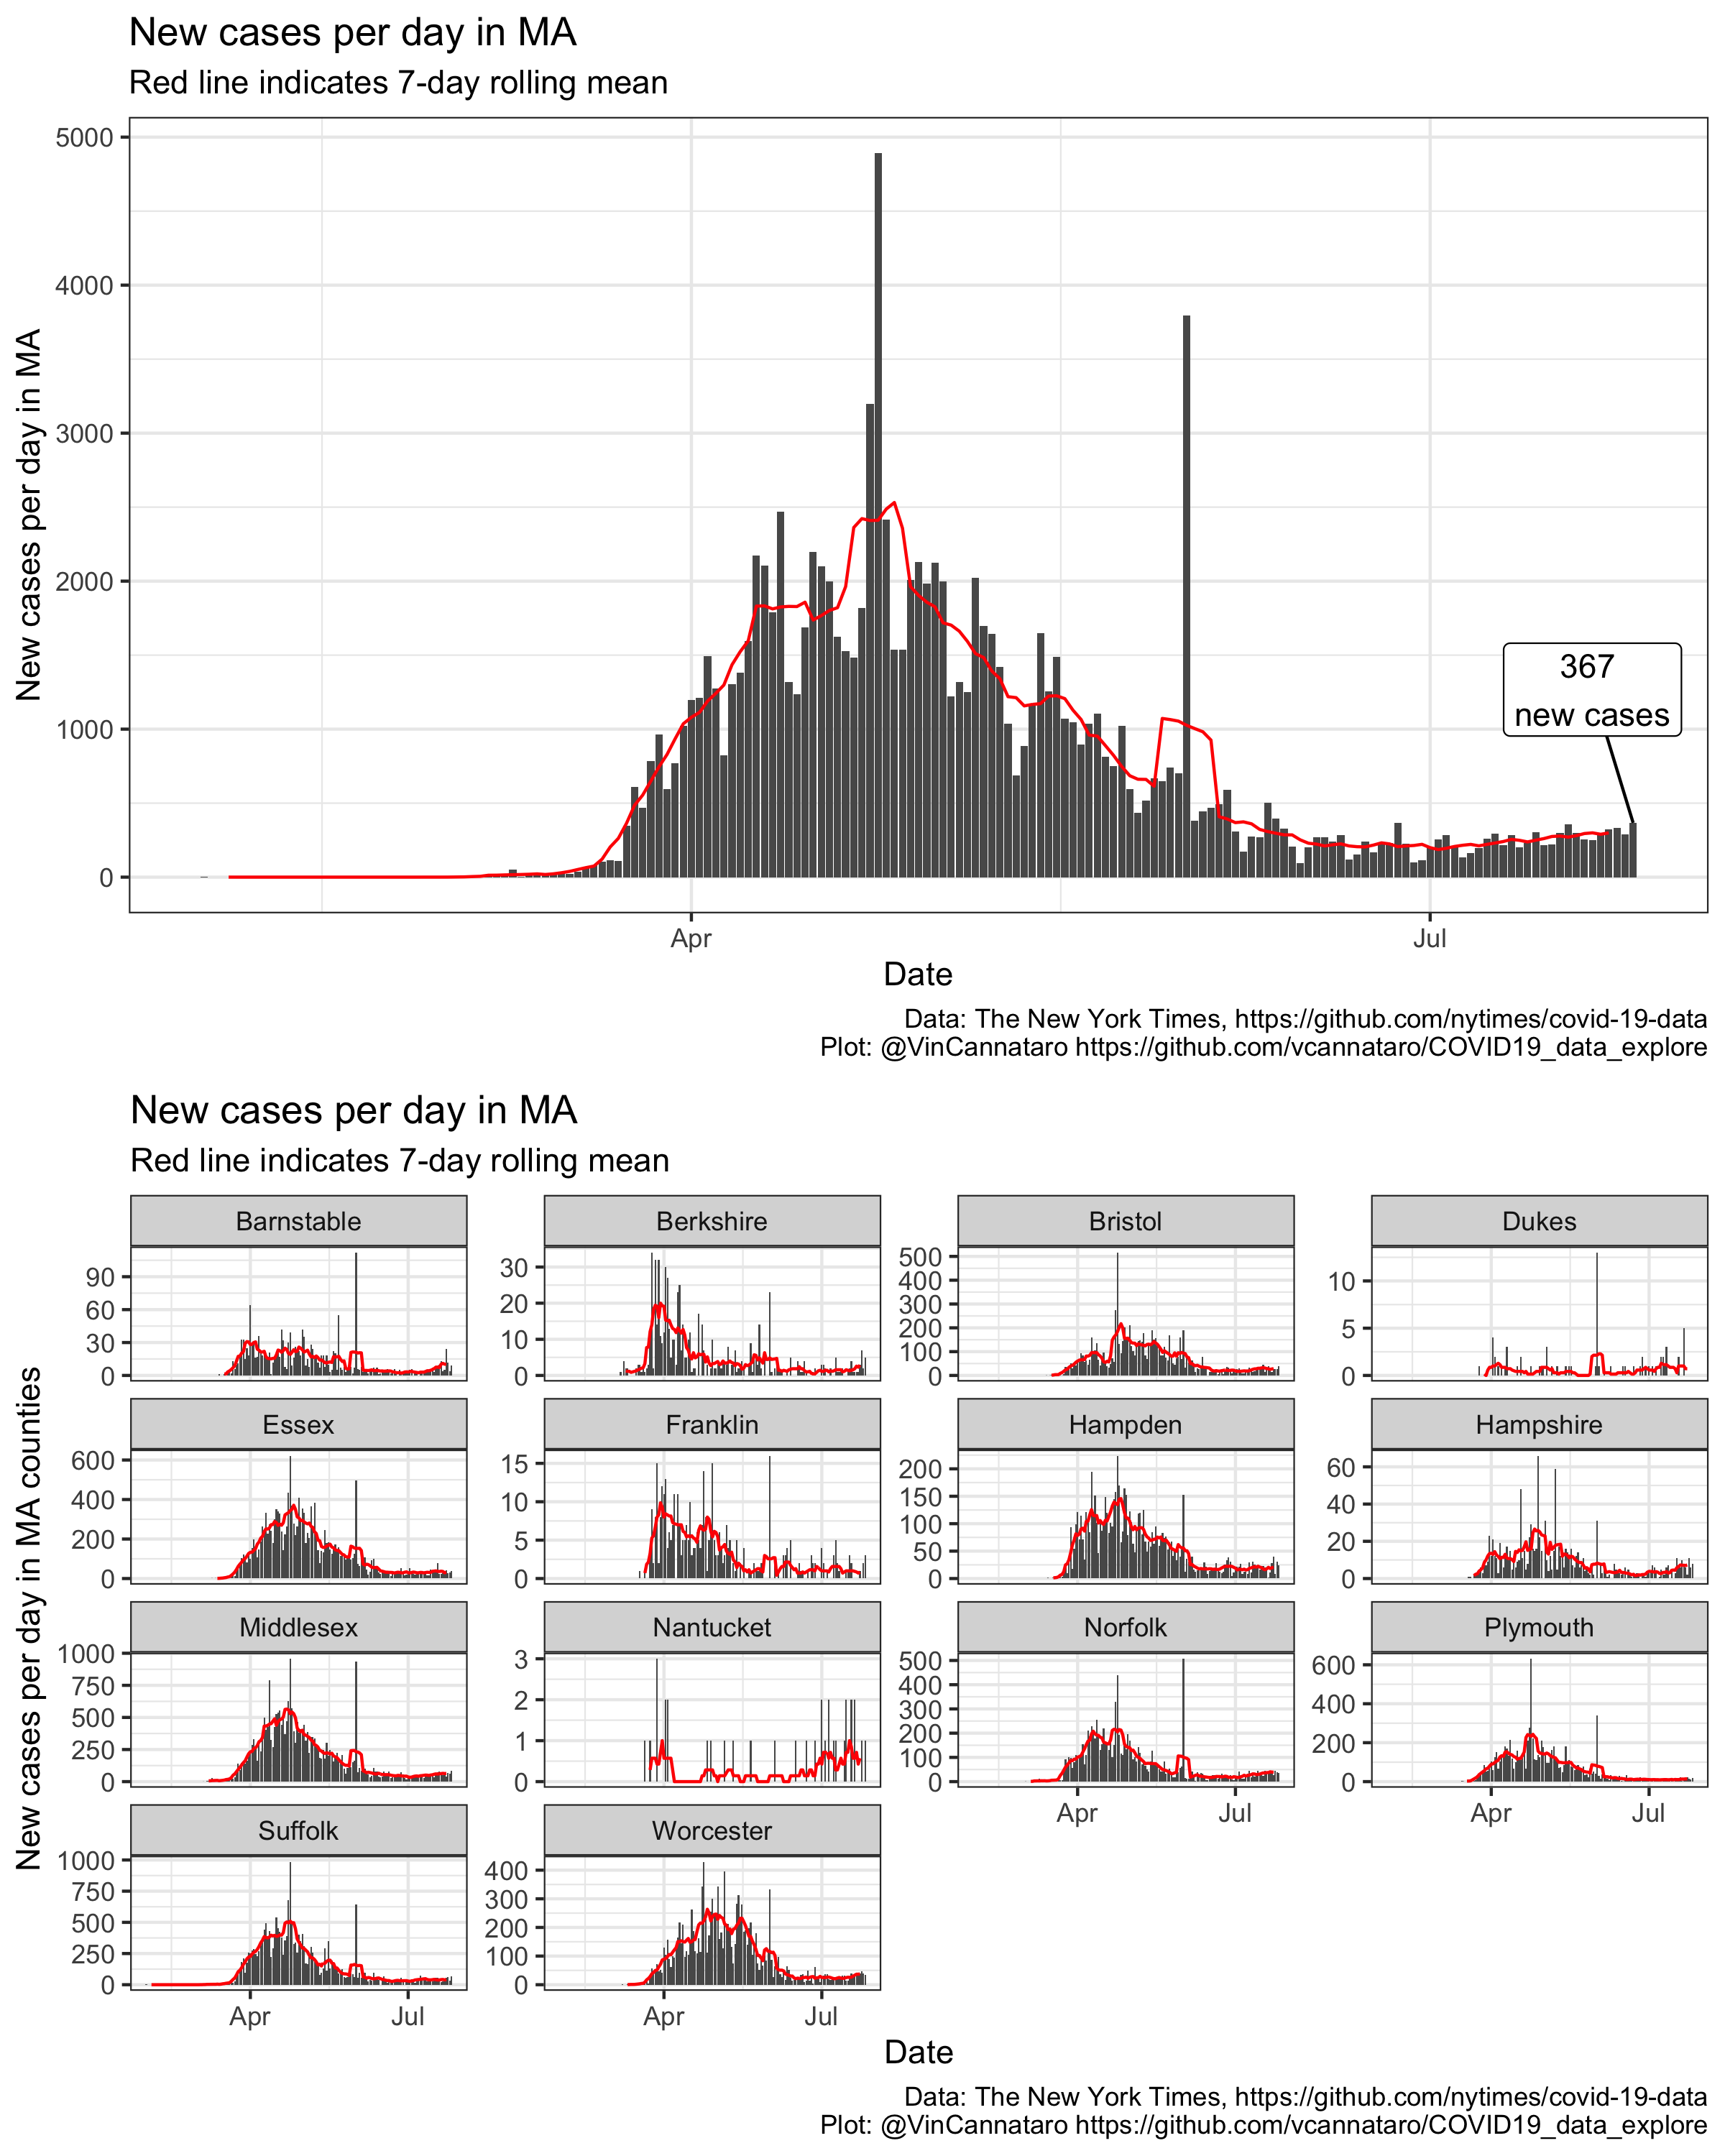 New cases per day in MA
Red line indicates 7-day rolling mean
New cases per day in MA
5000
4000
3000
2000
1000
0
367
new cases
Apr
Jul
Date
Data: The New York Times, https://github.com/nytimes/covid-19-data
Plot: @VinCannataro https://github.com/vcannataro/COVID19_data_explore
New cases per day in MA
Red line indicates 7-day rolling mean
New cases per day in MA counties
Barnstable
90
60
30
0
Berkshire
30
20
10
0
Bristol
500
400
300
200
100
0
Dukes
10
5
0
Essex
600
400
200
0
Franklin
15
10
5
0
Hampden
200
150
100
50
0
Hampshire
60
40
20
0
Middlesex
1000
750
500
250
0
Nantucket
3
2
1
0
Norfolk
500
400
300
200
100
0
Apr
Jul
Plymouth
600
400
200
0
Apr
Jul
Suffolk
1000
750
500
250
0
Apr
Jul
Worcester
400
300
200
100
0
Apr
Jul
Date
Data: The New York Times, https://github.com/nytimes/covid-19-data
Plot: @VinCannataro https://github.com/vcannataro/COVID19_data_explore